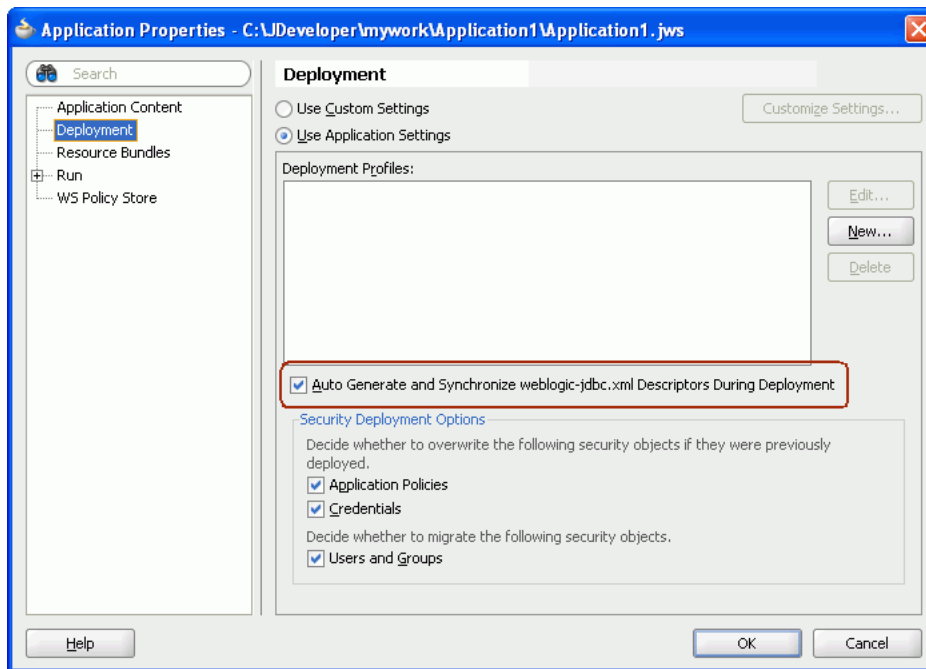 Application Properties - C:\JDeveloper\mywork\Application1\Application1.jws
Search
Application Content
Deployment
Resource Bundles
Run
WS Policy Store
Deployment
Use Custom Settings
Customize Settings...
Use Application Settings
Deployment Profiles:
Edit...
New...
Delete
Auto Generate and Synchronize weblogic-jdbc.xml Descriptors During Deployment
Security Deployment Options
Decide whether to overwrite the following security objects if they were previously
deployed.
Application Policies
Credentials
Decide whether to migrate the following security objects.
Users and Groups
Help
OK
Cancel